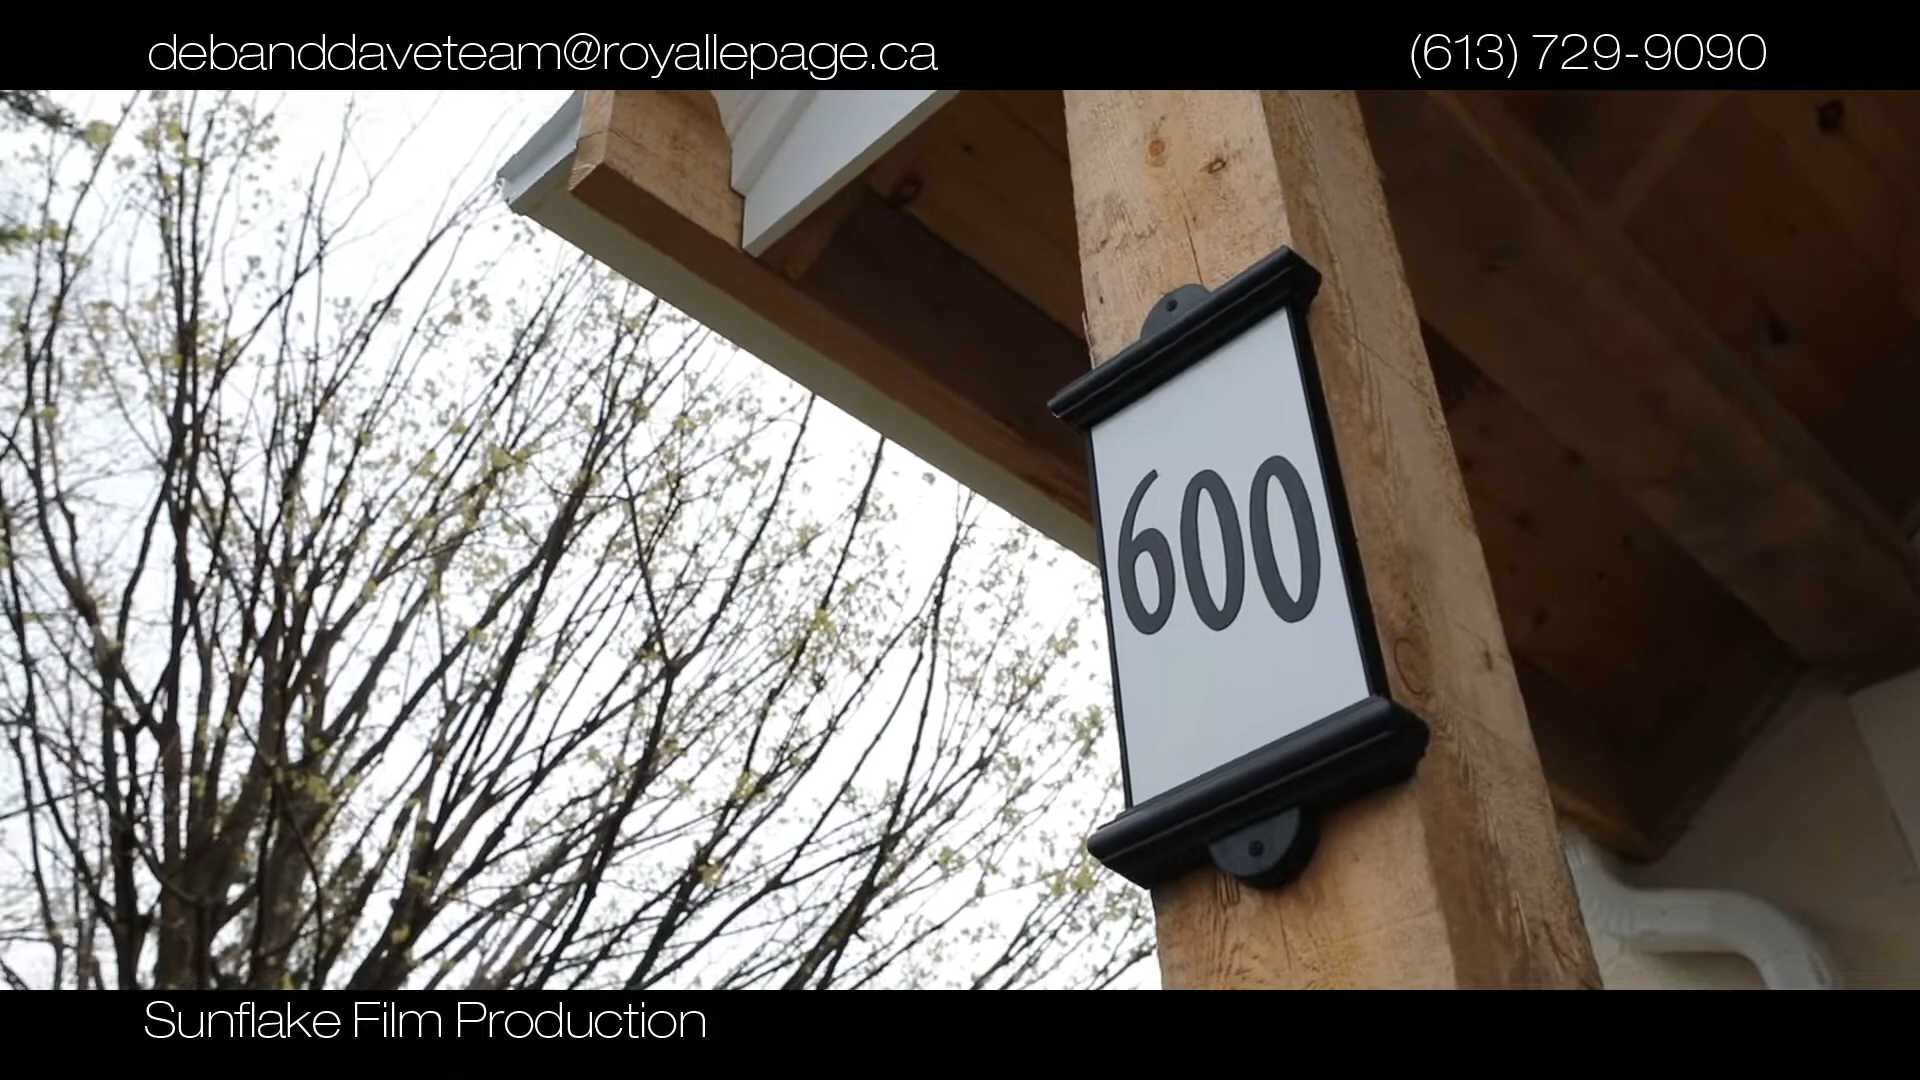 debanddaveteam@royallepage.ca
(613) 729-9090
600
Sunflake Film Production